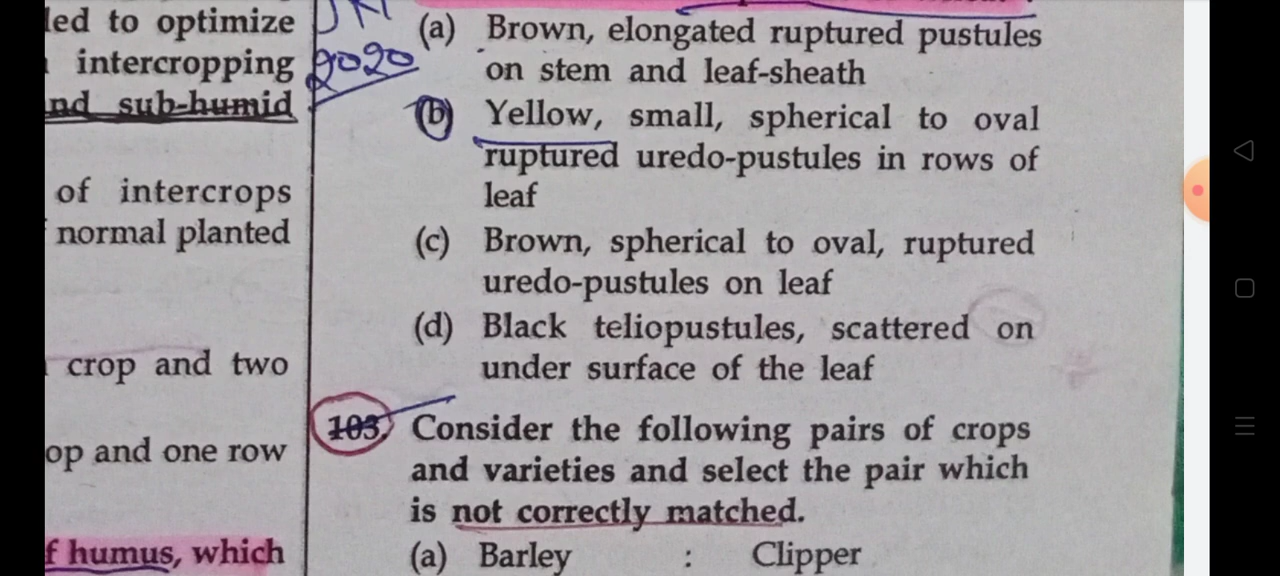 led to optimize
intercropping
nd sub-humid
of intercrops
normal planted
crop and two
op and one row
f humus, which
2020
(a) Brown, elongated ruptured pustules
on stem and leaf-sheath
(b) Yellow, small, spherical to oval
ruptured uredo-pustules in rows of
leaf
(c) Brown, spherical to oval, ruptured
uredo-pustules on leaf
(d) Black teliopustules, scattered on
under surface of the leaf
103. Consider the following pairs of crops
and varieties and select the pair which
is not correctly matched.
(a) Barley : Clipper